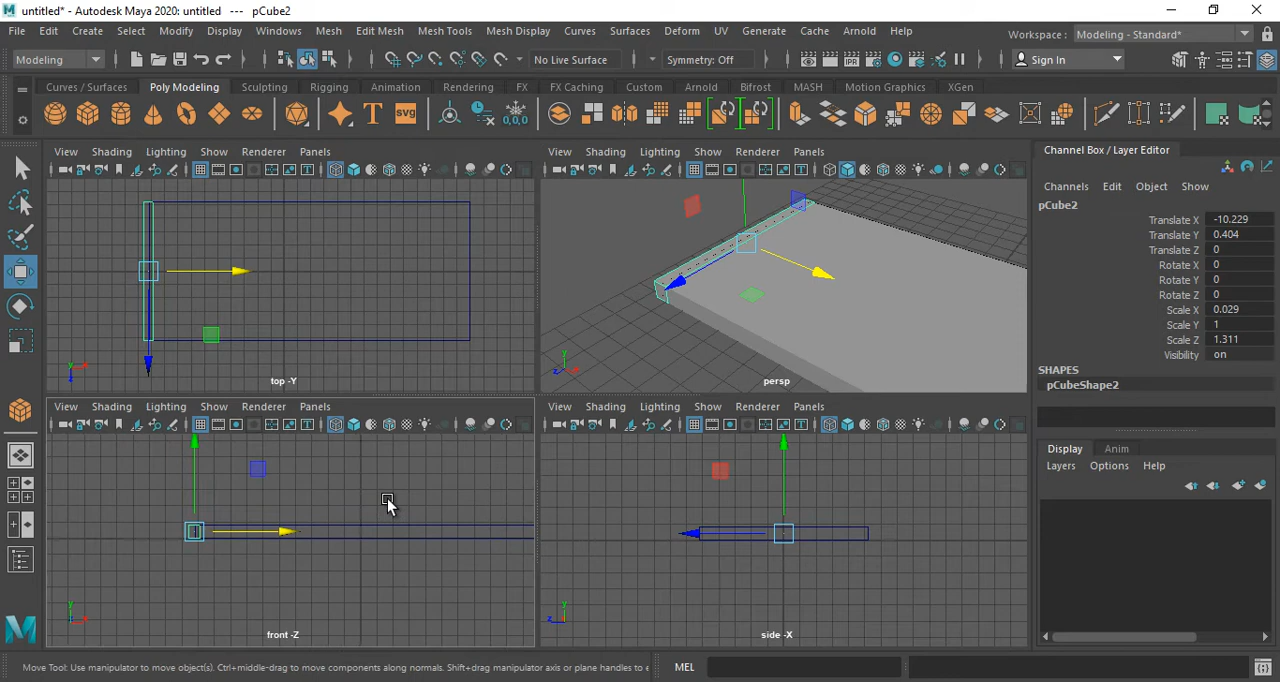 untitled* - Autodesk Maya 2020: untitled --- pCube2
File Edit Create Select Modify Display Windows Mesh Edit Mesh Mesh Tools Mesh Display Curves Surfaces Deform UV Generate Cache Arnold Help Workspace : Modeling - Standard*
Modeling No Live Surface Symmetry: Off Sign In
Curves / Surfaces Poly Modeling Sculpting Rigging Animation Rendering FX FX Caching Custom Arnold Bifrost MASH Motion Graphics XGen
T SVG 0,0,0
View Shading Lighting Show Renderer Panels
View Shading Lighting Show Renderer Panels
Channel Box / Layer Editor
Channels Edit Object Show
pCube2
Translate X -10.229
Translate Y 0.404
Translate Z 0
Rotate X 0
Rotate Y 0
Rotate Z 0
Scale X 0.029
Scale Y 1
Scale Z 1.311
Visibility on
SHAPES
pCubeShape2
top -Y
persp
View Shading Lighting Show Renderer Panels
View Shading Lighting Show Renderer Panels
Display Anim
Layers Options Help
front -Z
side -X
Move Tool: Use manipulator to move object(s). Ctrl+middle-drag to move components along normals. Shift+drag manipulator axis or plane handles to e
MEL